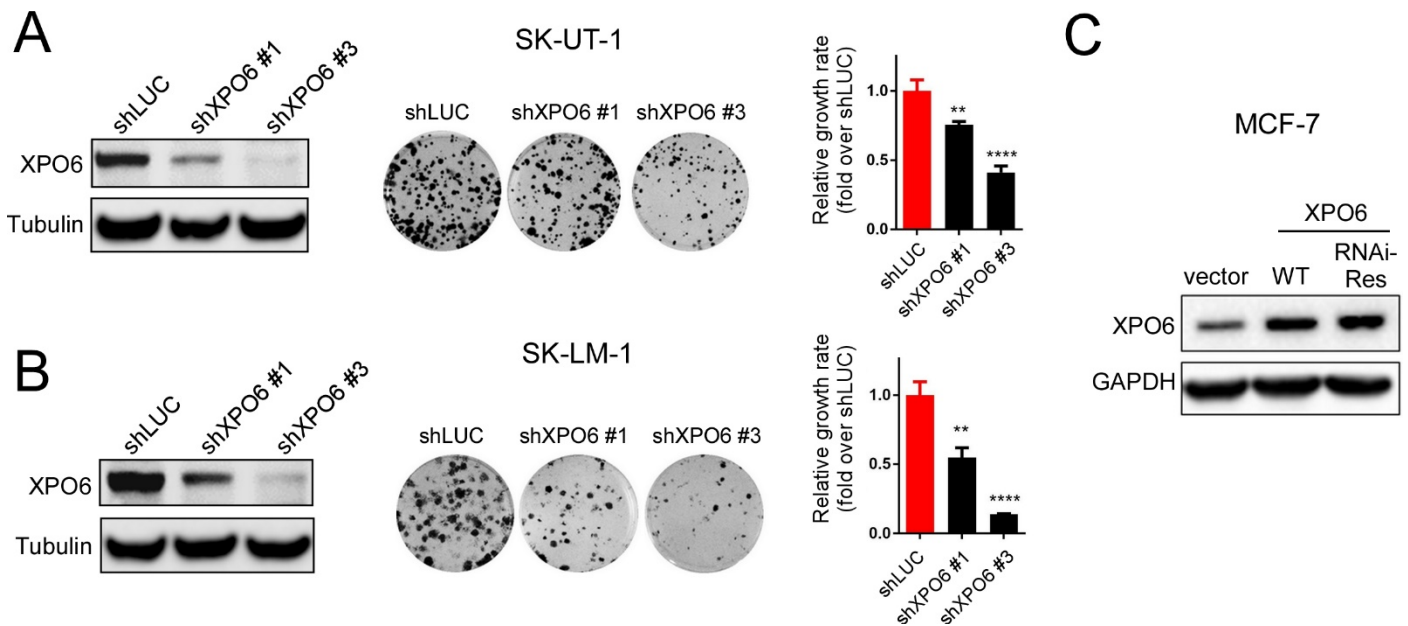 A
shLUC
shXPO6 #1
shXPO6 #3
XPO6
Tubulin
SK-UT-1
shLUC
shXPO6 #1
shXPO6 #3
Relative growth rate
(fold over shLUC)
1.0
0.5
0.0
**
****
shLUC
shXPO6 #1
shXPO6 #3
B
shLUC
shXPO6 #1
shXPO6 #3
XPO6
Tubulin
SK-LM-1
shLUC
shXPO6 #1
shXPO6 #3
Relative growth rate
(fold over shLUC)
1.0
0.5
0.0
**
****
shLUC
shXPO6 #1
shXPO6 #3
C
MCF-7
XPO6
vector
WT
RNAi-
Res
XPO6
GAPDH